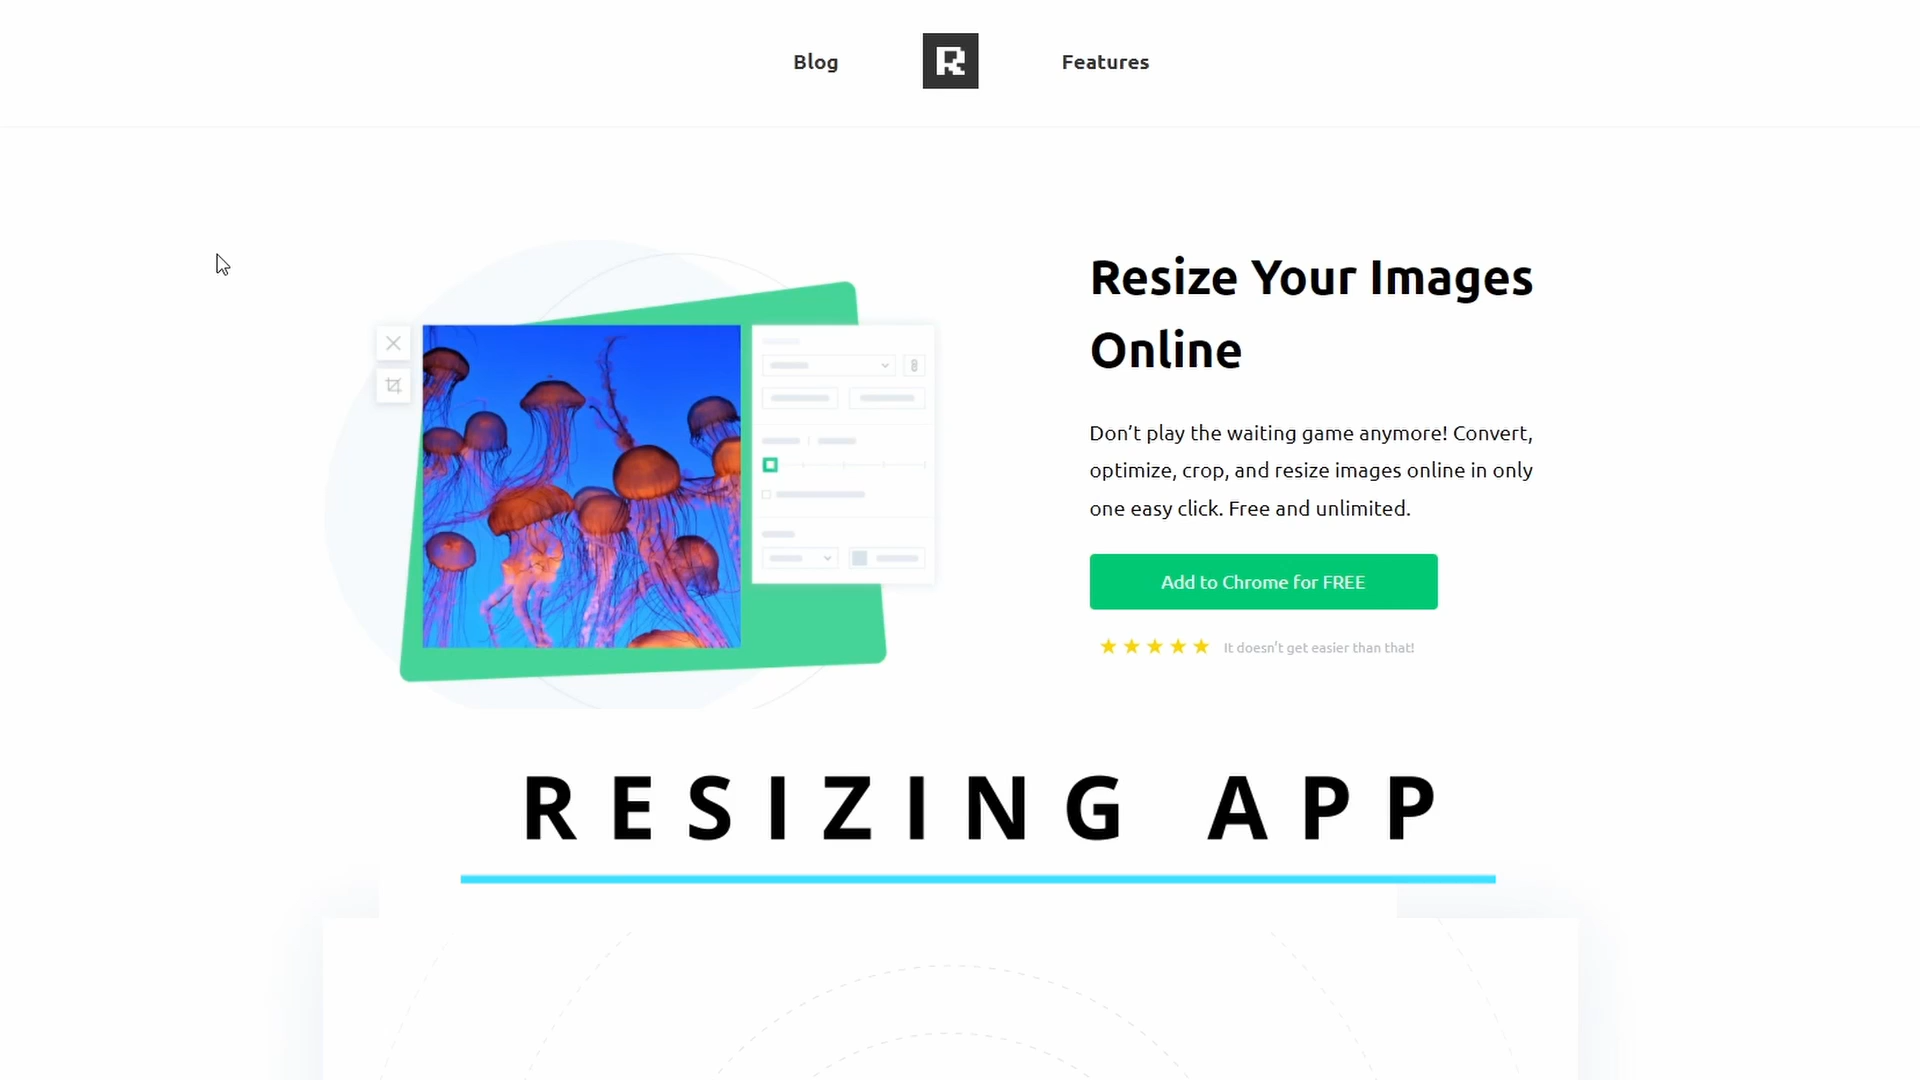 Blog
R
Features
Resize Your Images
Online
Don’t play the waiting game anymore! Convert,
optimize, crop, and resize images online in only
one easy click. Free and unlimited.
Add to Chrome for FREE
It doesn’t get easier than that!
RESIZING APP